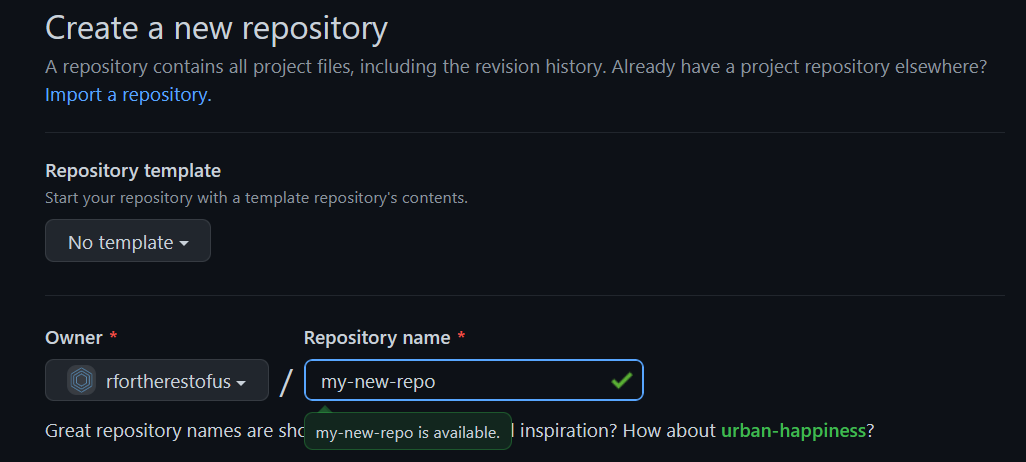 Create a new repository
A repository contains all project files, including the revision history. Already have a project repository elsewhere?
Import a repository.
Repository template
Start your repository with a template repository's contents.
No template
Owner * Repository name *
rfortherestofus / my-new-repo
Great repository names are inspiration? How about urban-happiness?
my-new-repo is available.